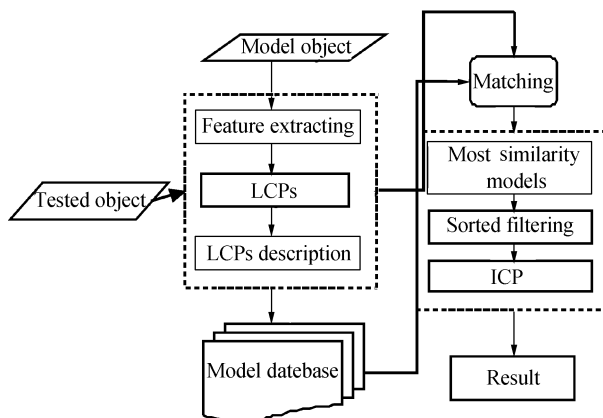 Model object
Matching
Feature extracting
Most similarity
models
Tested object
LCPs
Sorted filtering
LCPs description
ICP
Model datebase
Result